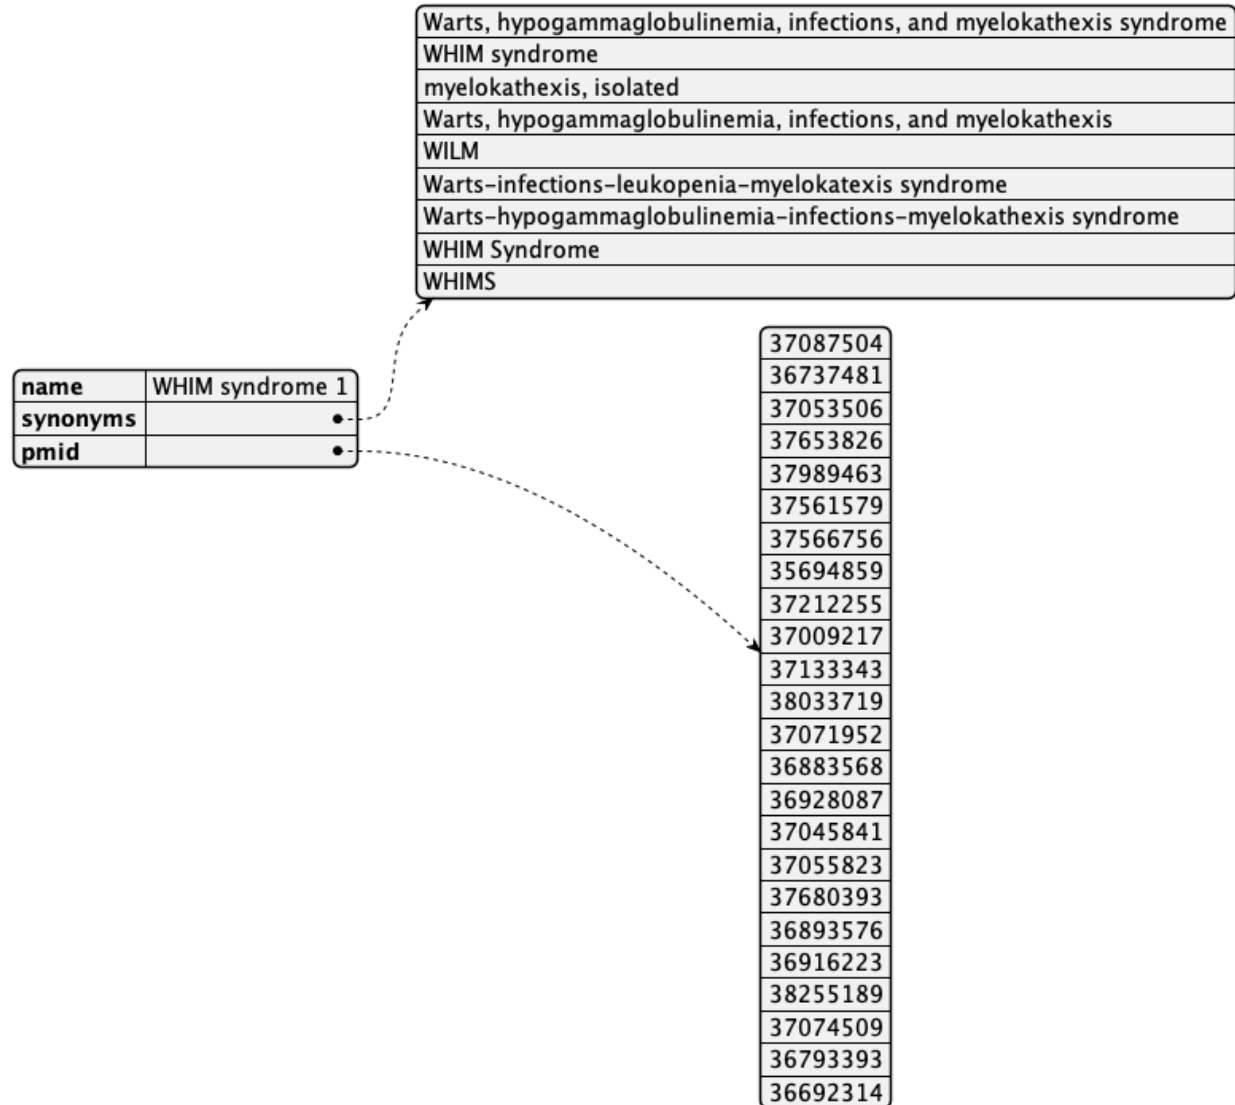 Warts, hypogammaglobulinemia, infections, and myelokathexis syndrome
WHIM syndrome
myelokathexis, isolated
Warts, hypogammaglobulinemia, infections, and myelokathexis
WILM
Warts-infections-leukopenia-myelokatexis syndrome
Warts-hypogammaglobulinemia-infections-myelokathexis syndrome
WHIM Syndrome
WHIMS
name WHIM syndrome 1
synonyms
pmid
37087504
36737481
37053506
37653826
37989463
37561579
37566756
35694859
37212255
37009217
37133343
38033719
37071952
36883568
36928087
37045841
37055823
37680393
36893576
36916223
38255189
37074509
36793393
36692314